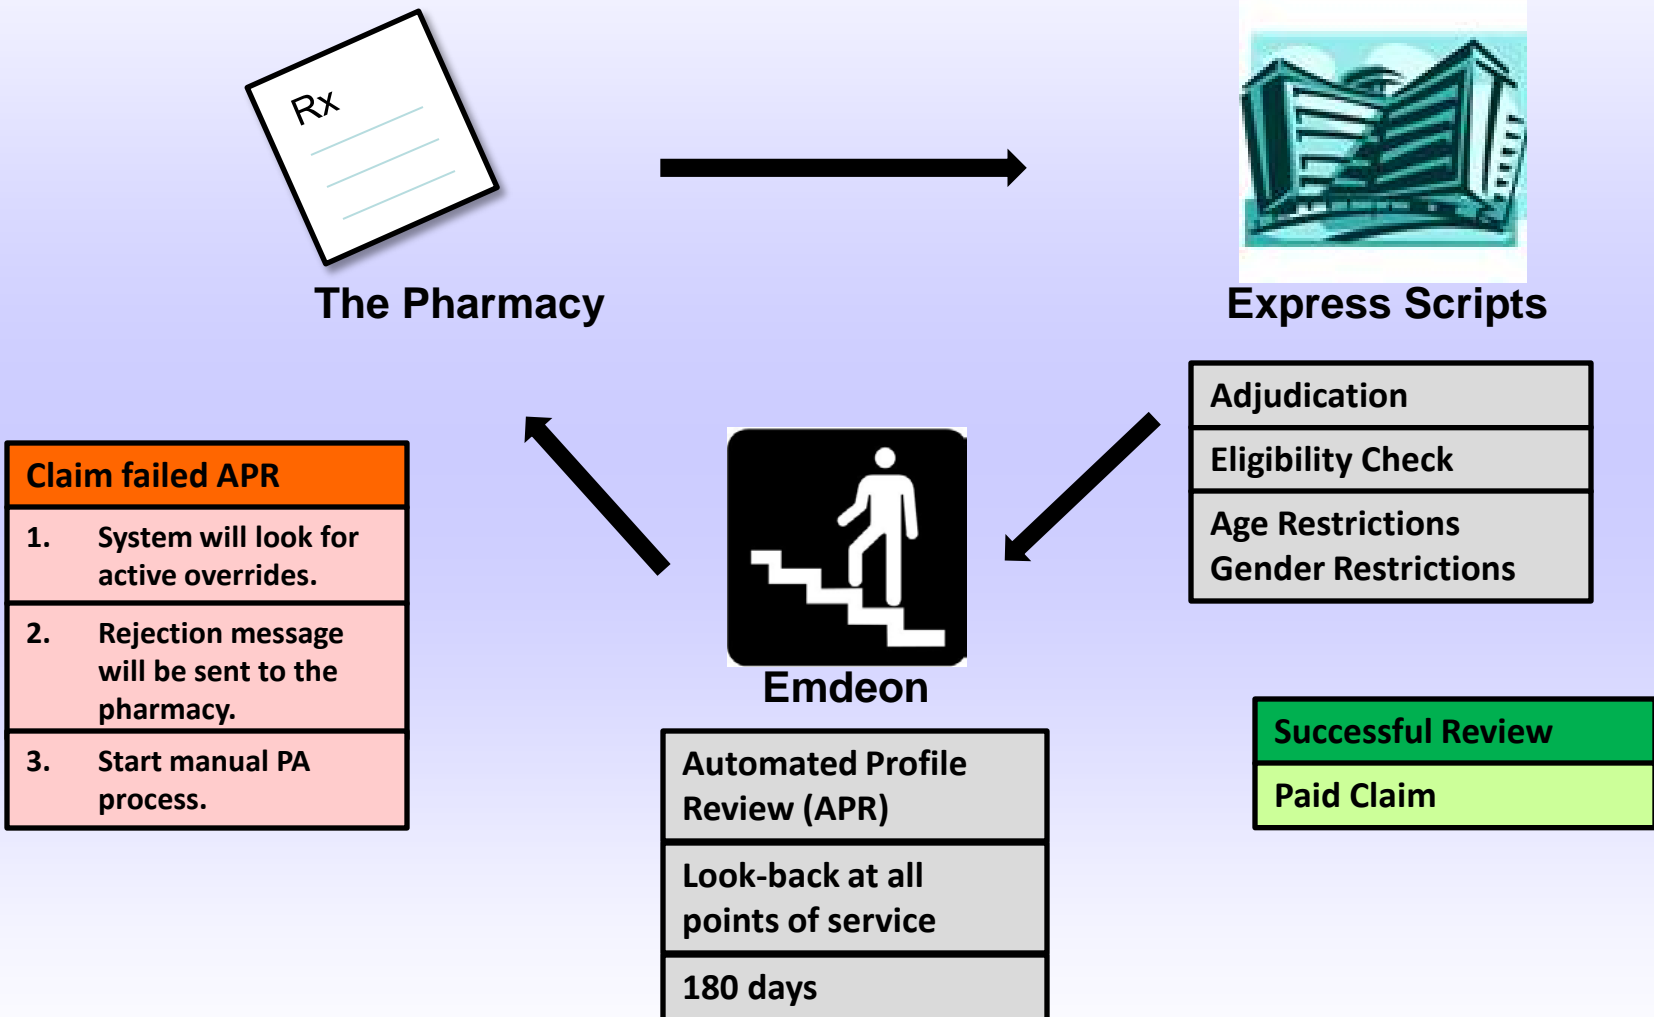 Rx
The Pharmacy
Express Scripts
Adjudication
Eligibility Check
Age Restrictions
Gender Restrictions
Claim failed APR
1. System will look for
active overrides.
2. Rejection message
will be sent to the
pharmacy.
3. Start manual PA
process.
Emdeon
Automated Profile
Review (APR)
Look-back at all
points of service
180 days
Successful Review
Paid Claim